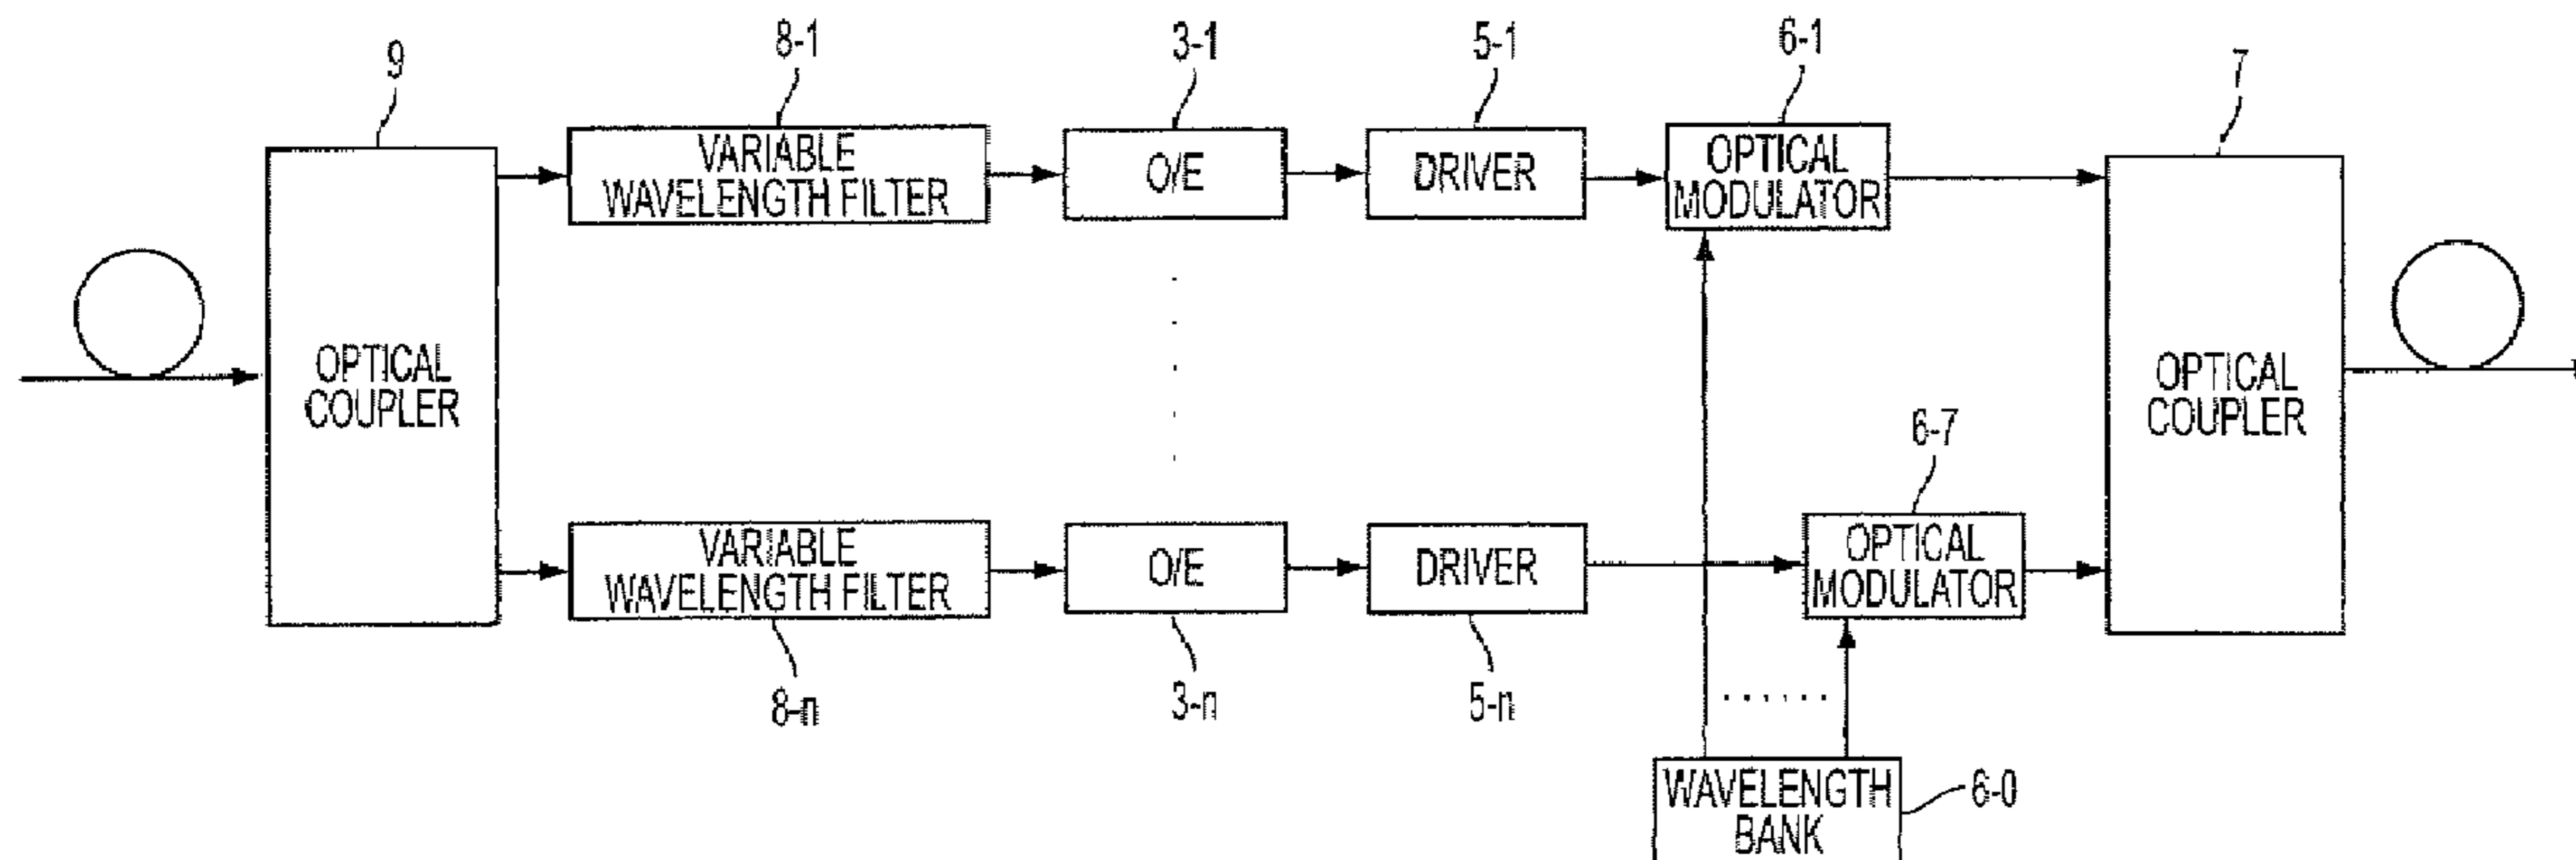 9
8-1
3-1
5-1
6-1
7
VARIABLE
WAVELENGTH FILTER
O/E
DRIVER
OPTICAL
MODULATOR
OPTICAL
COUPLER
OPTICAL
COUPLER
6-7
VARIABLE
WAVELENGTH FILTER
O/E
DRIVER
OPTICAL
MODULATOR
8-n
3-n
5-n
WAVELENGTH
BANK
6-0